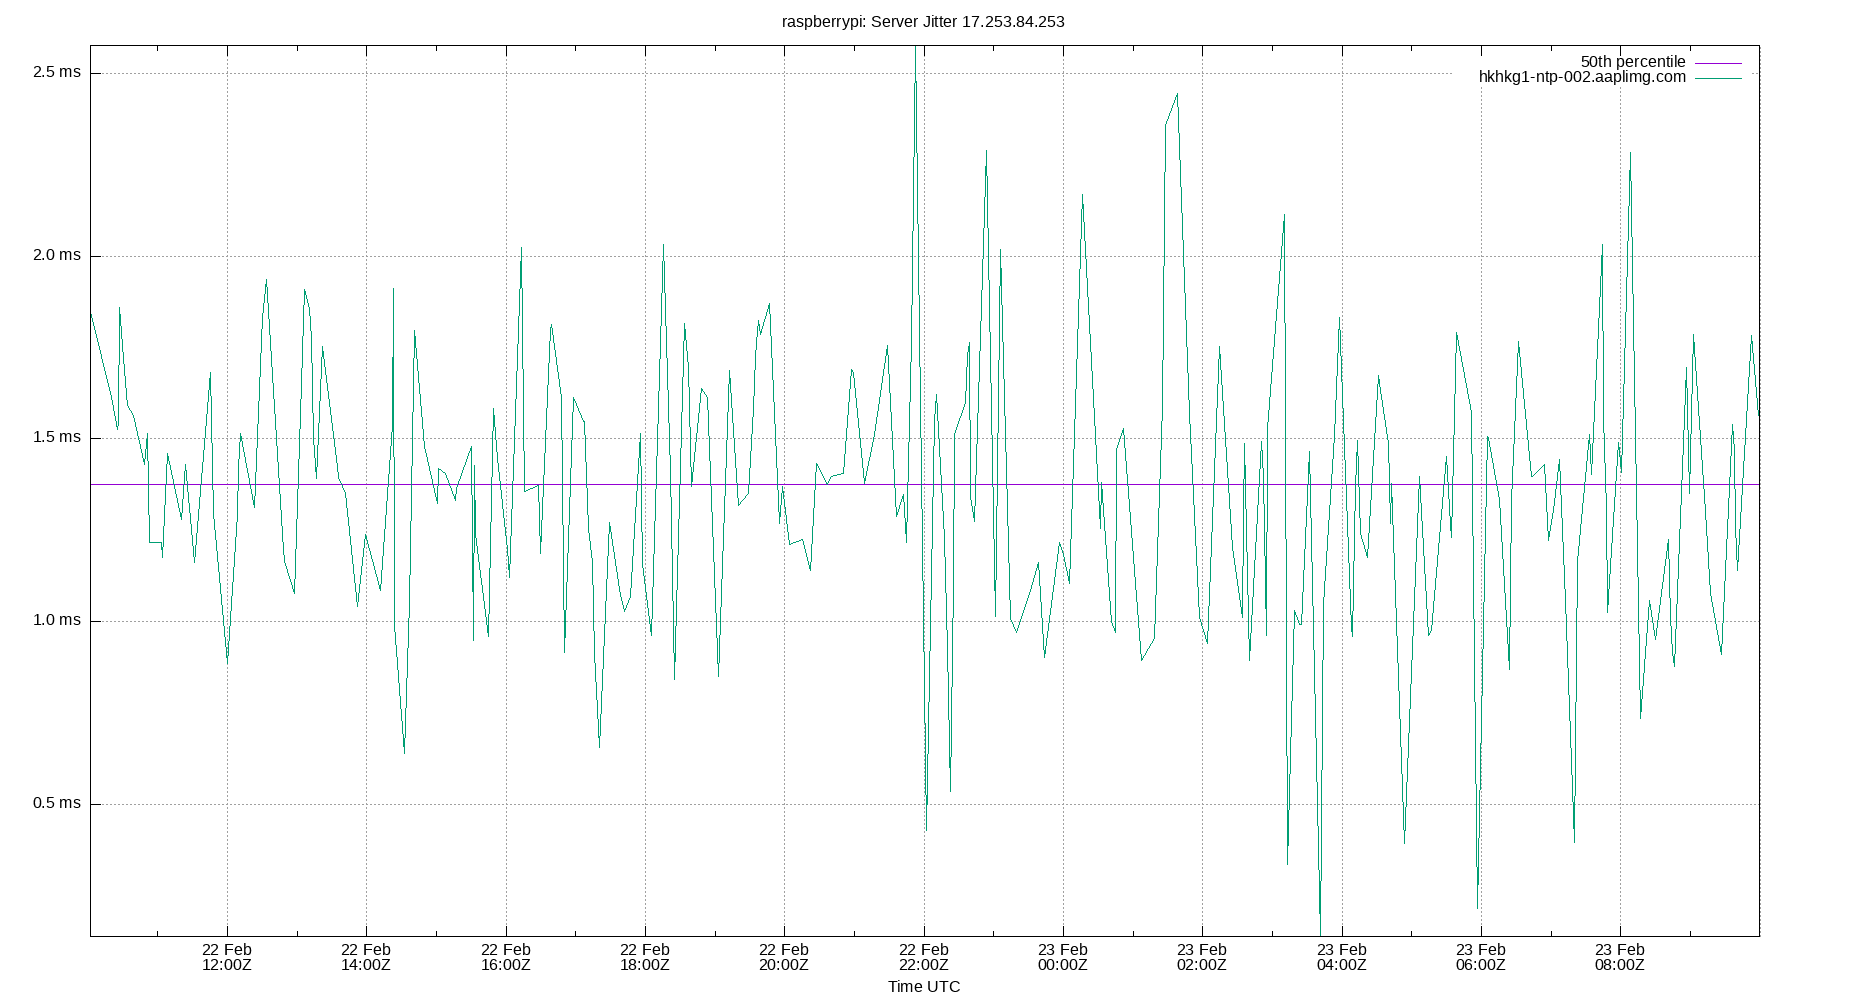 raspberrypi: Server Jitter 17.253.84.253
50th percentile
hkhkg1-ntp-002.aaplimg.com
2.5 ms
2.0 ms
1.5 ms
1.0 ms
0.5 ms
22 Feb 22 Feb 22 Feb 22 Feb 22 Feb 22 Feb 23 Feb 23 Feb 23 Feb 23 Feb 23 Feb
12:00Z 14:00Z 16:00Z 18:00Z 20:00Z 22:00Z 00:00Z 02:00Z 04:00Z 06:00Z 08:00Z
Time UTC